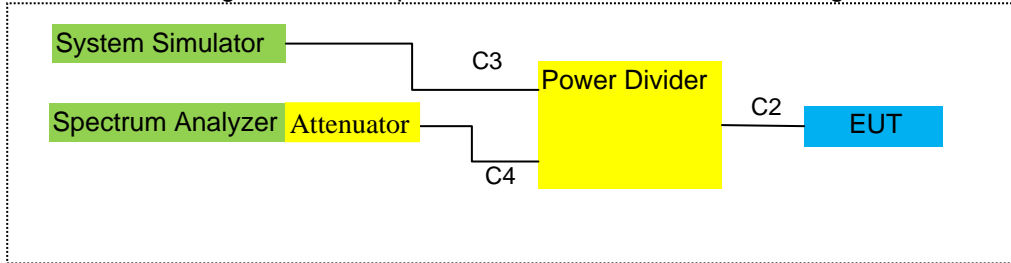 System Simulator
C3
Power Divider
C2
Spectrum Analyzer Attenuator
EUT
C4